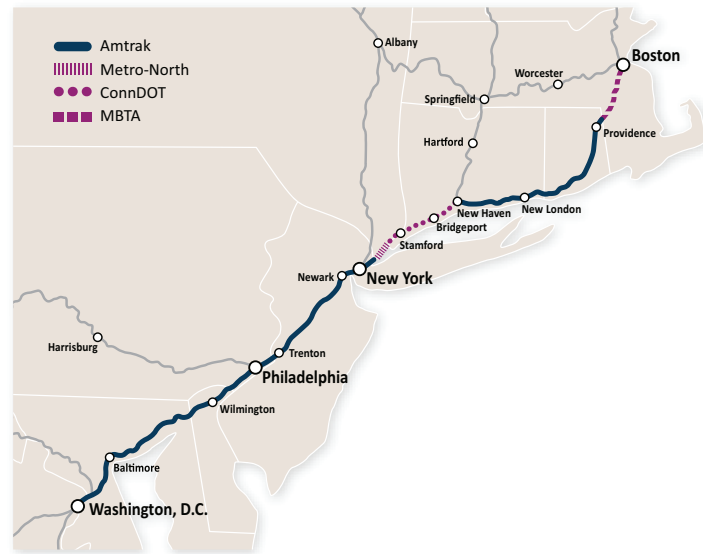 Amtrak
Metro-North
ConnDOT
MBTA
Albany
Boston
Worcester
Springfield
Providence
Hartford
New Haven
New London
Bridgeport
Stamford
Newark
New York
Harrisburg
Trenton
Philadelphia
Wilmington
Baltimore
Washington, D.C.